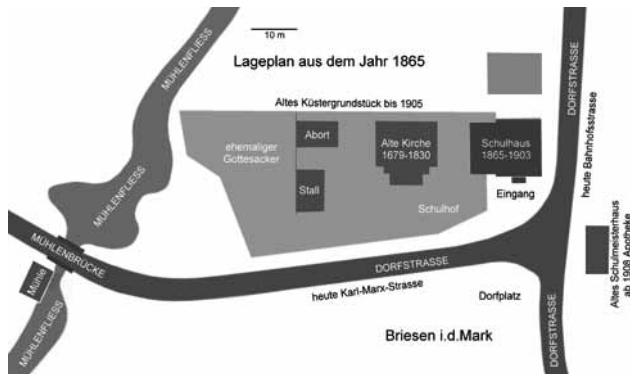 10 m
Lageplan aus dem Jahr 1865
MÜHLENFLIESS
DORFSTRASSE
heute Bahnhofsstrasse
Altes Küstergrundstück bis 1905
ehemaliger
Gottesacker
Abort
Alte Kirche
1679-1830
Schulhaus
1865-1903
Stall
Schulhof
Eingang
MÜHLENFLIESS
MÜHLENBRÜCKE
Mühle
MÜHLENFLIESS
DORFSTRASSE
heute Karl-Marx-Strasse
Dorfplatz
DORFSTRASSE
Altes Schulmeisterhaus
ab 1908 Apotheke
Briesen i.d.Mark